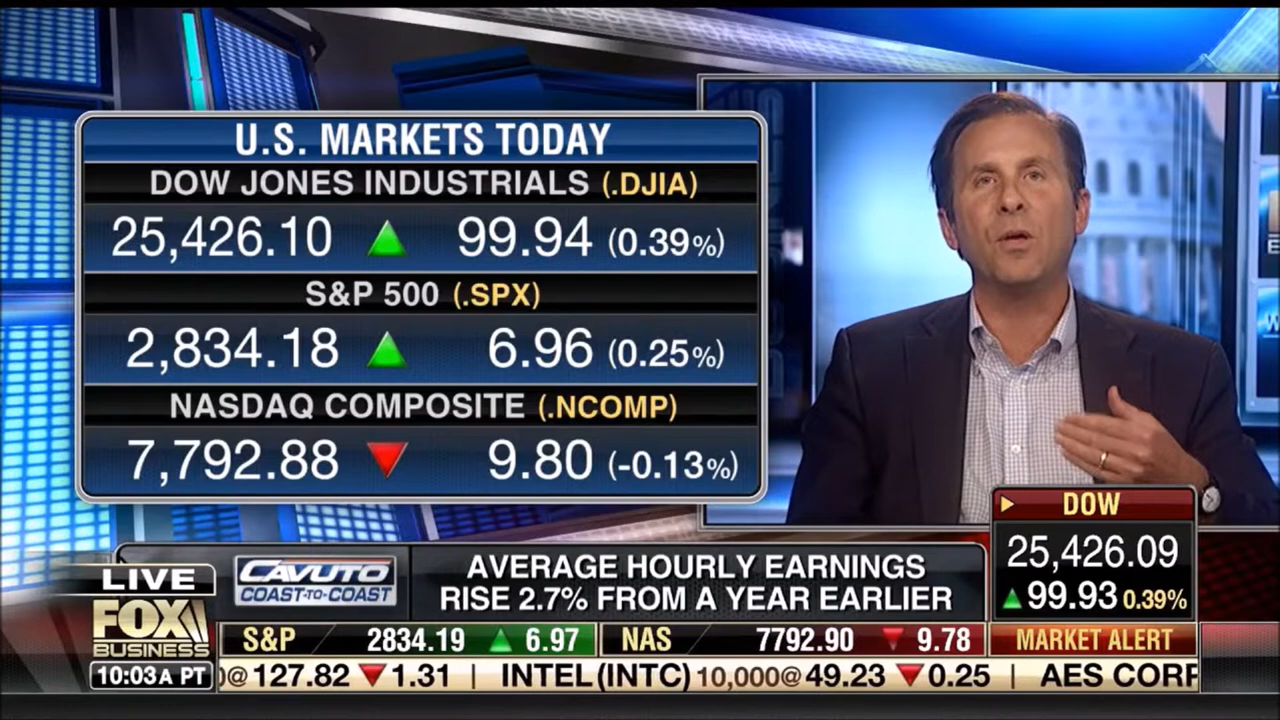 U.S. MARKETS TODAY
DOW JONES INDUSTRIALS (.DJIA)
25,426.10 ▲ 99.94 (0.39%)
S&P 500 (.SPX)
2,834.18 ▲ 6.96 (0.25%)
NASDAQ COMPOSITE (.NCOMP)
7,792.88 ▼ 9.80 (-0.13%)
DOW
25,426.09
▲99.93 0.39%
MARKET ALERT
CAVUTO
COAST-TO-COAST
AVERAGE HOURLY EARNINGS
RISE 2.7% FROM A YEAR EARLIER
LIVE
FOX
BUSINESS
10:03A PT
S&P 2834.19 ▲ 6.97 NAS 7792.90 ▼ 9.78
@127.82 ▼1.31 | INTEL(INTC) 10,000@49.23 ▼0.25 | AES CORP